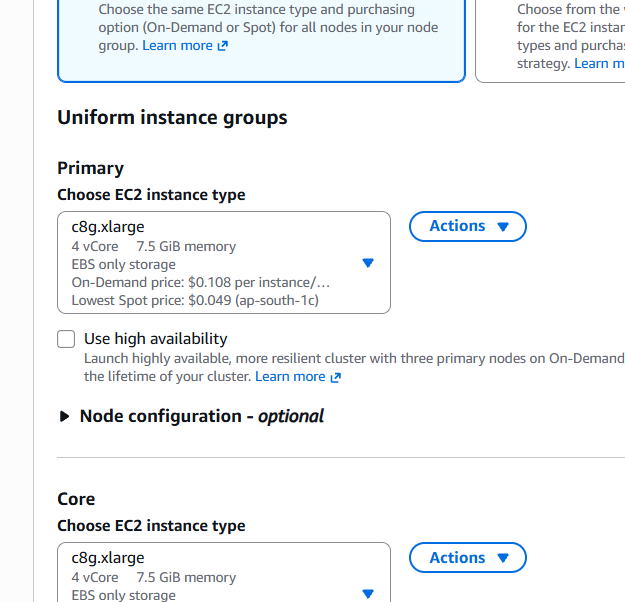 Choose the same EC2 instance type and purchasing
option (On-Demand or Spot) for all nodes in your node
group. Learn more
Choose from the
for the EC2 instan
types and purchas
strategy. Learn m
Uniform instance groups
Primary
Choose EC2 instance type
c8g.xlarge
4 vCore 7.5 GiB memory
EBS only storage
On-Demand price: $0.108 per instance/...
Lowest Spot price: $0.049 (ap-south-1c)
Actions
Use high availability
Launch highly available, more resilient cluster with three primary nodes on On-Demand
the lifetime of your cluster. Learn more
Node configuration - optional
Core
Choose EC2 instance type
c8g.xlarge
4 vCore 7.5 GiB memory
EBS only storage
Actions